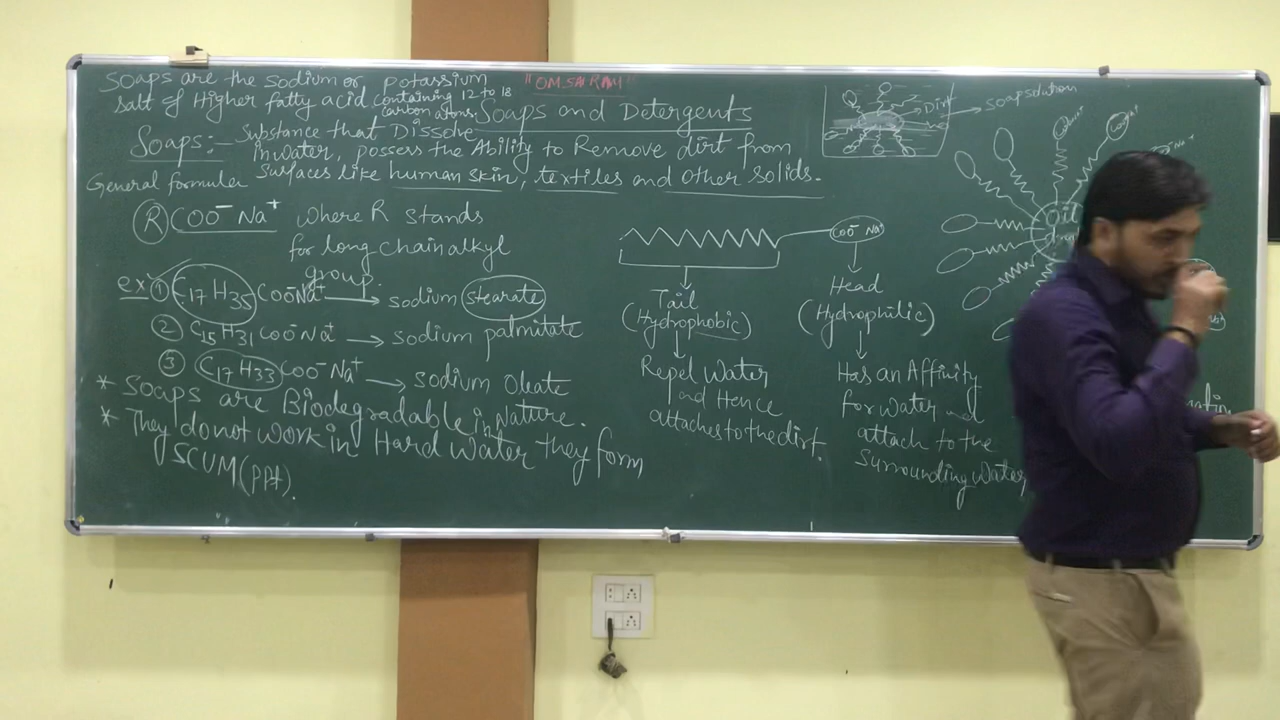 Soaps are the sodium or potassium
salt of Higher fatty acid containing 12 to 18
carbon atoms.
"OM SAI RAM"
Soaps and Detergents
Soaps:- Substance that Dissolve
in water, possess the Ability to Remove dirt from
surfaces like human skin, textiles and other solids.
General formula
(R) COO⁻ Na⁺ where R stands
for long chain alkyl
group.
ex ① C₁₇H₃₅COO⁻Na⁺ → sodium stearate
② C₁₅H₃₁COO⁻Na⁺ → sodium palmitate
③ C₁₇H₃₃COO⁻Na⁺ → sodium Oleate
* Soaps are Biodegradable in Nature.
* They do not work in Hard Water they form
SCUM (PPt).
COO⁻ Na⁺
Tail
(Hydrophobic)
Repel water
and Hence
attaches to the dirt.
Head
(Hydrophilic)
Has an Affinity
for water and
attach to the
surrounding water
Dirt
soap solution
Oil